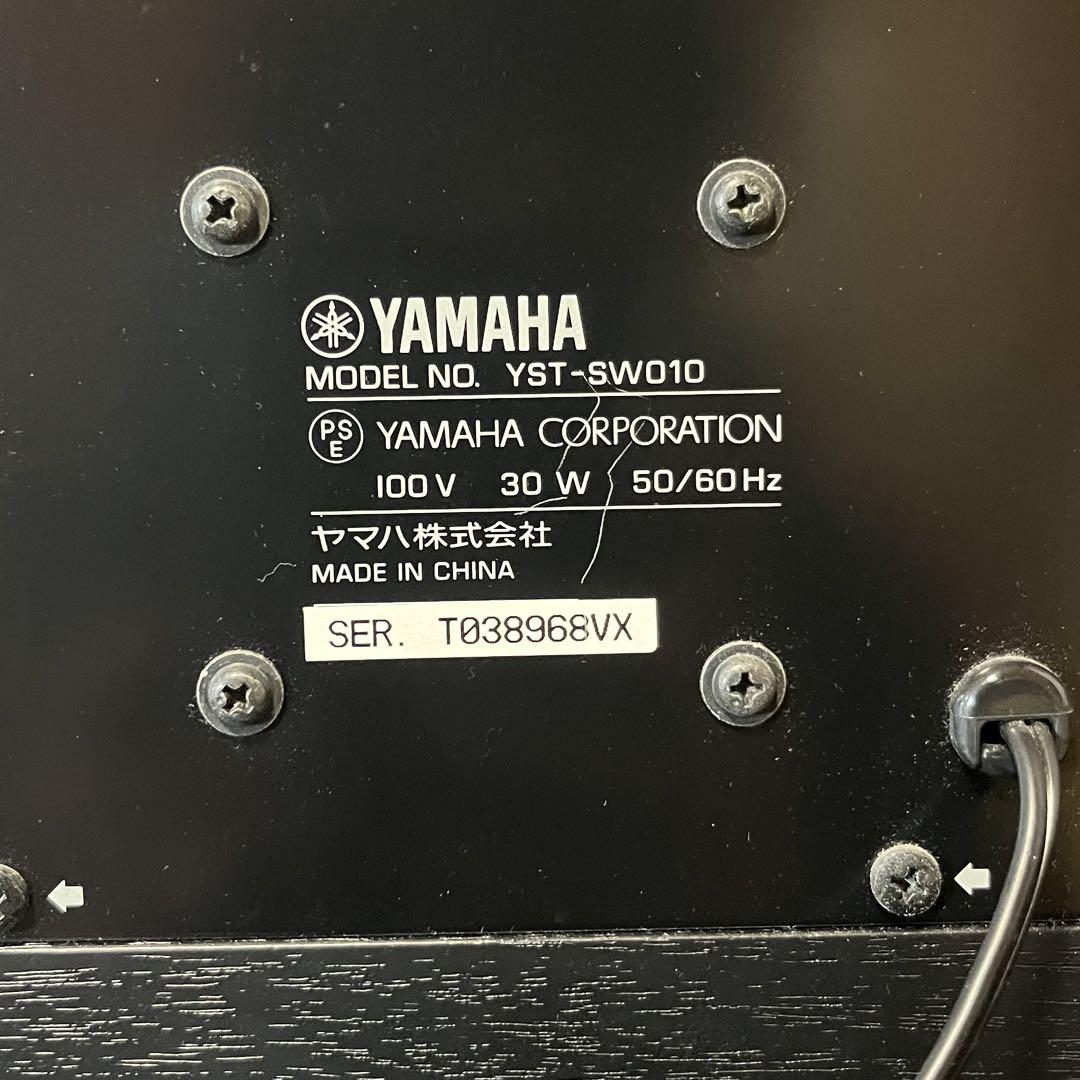 YAMAHA
MODEL NO. YST-SW010
PSE YAMAHA CORPORATION
100V 30W 50/60Hz
ヤマハ株式会社
MADE IN CHINA
SER. T038968VX